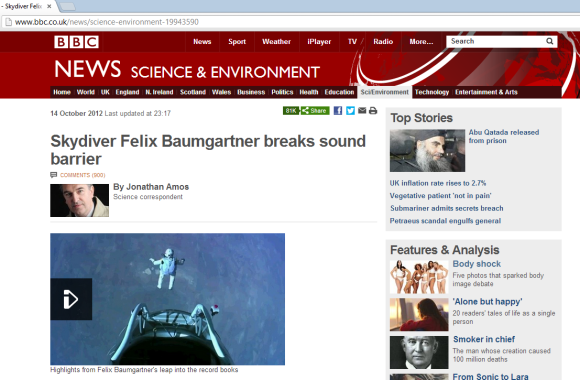 - Skydiver Felix
www.bbc.co.uk/news/science-environment-19943590
BBC
News Sport Weather iPlayer TV Radio More... Search
NEWS SCIENCE & ENVIRONMENT
Home World UK England N. Ireland Scotland Wales Business Politics Health Education Sci/Environment Technology Entertainment & Arts
14 October 2012 Last updated at 23:17
81K Share
Skydiver Felix Baumgartner breaks sound
barrier
COMMENTS (900)
By Jonathan Amos
Science correspondent
Highlights from Felix Baumgartner's leap into the record books
Top Stories
Abu Qatada released
from prison
UK inflation rate rises to 2.7%
Vegetative patient 'not in pain'
Submariner admits secrets breach
Petraeus scandal engulfs general
Features & Analysis
Body shock
Five photos that sparked body
image debate
'Alone but happy'
20 readers' tales of life as a single
person
Smoker in chief
The man whose creation caused
100 million deaths
From Sonic to Lara